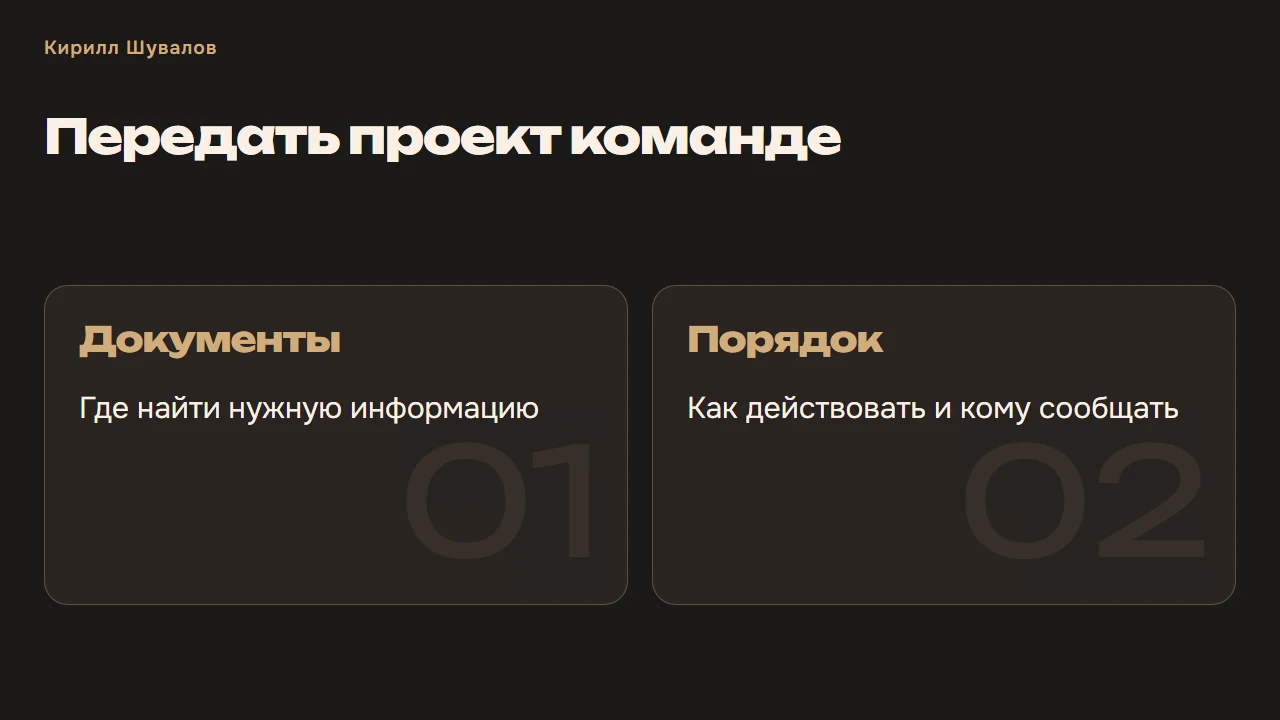 Кирилл Шувалов
Передать проект команде
Документы
Где найти нужную информацию
01
Порядок
Как действовать и кому сообщать
02